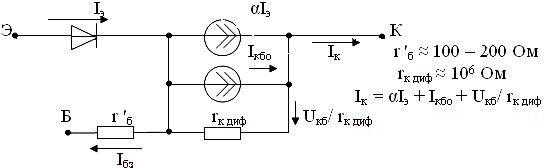 Iэ
αIэ
Э
К
Iкбо
Iк
r 'б ≈ 100 – 200 Ом
rк диф ≈ 10⁶ Ом
Iк = αIэ + Iкбо + Uкб/ rк диф
Б
r 'б
rк диф
Uкб/ rк диф
Iбз